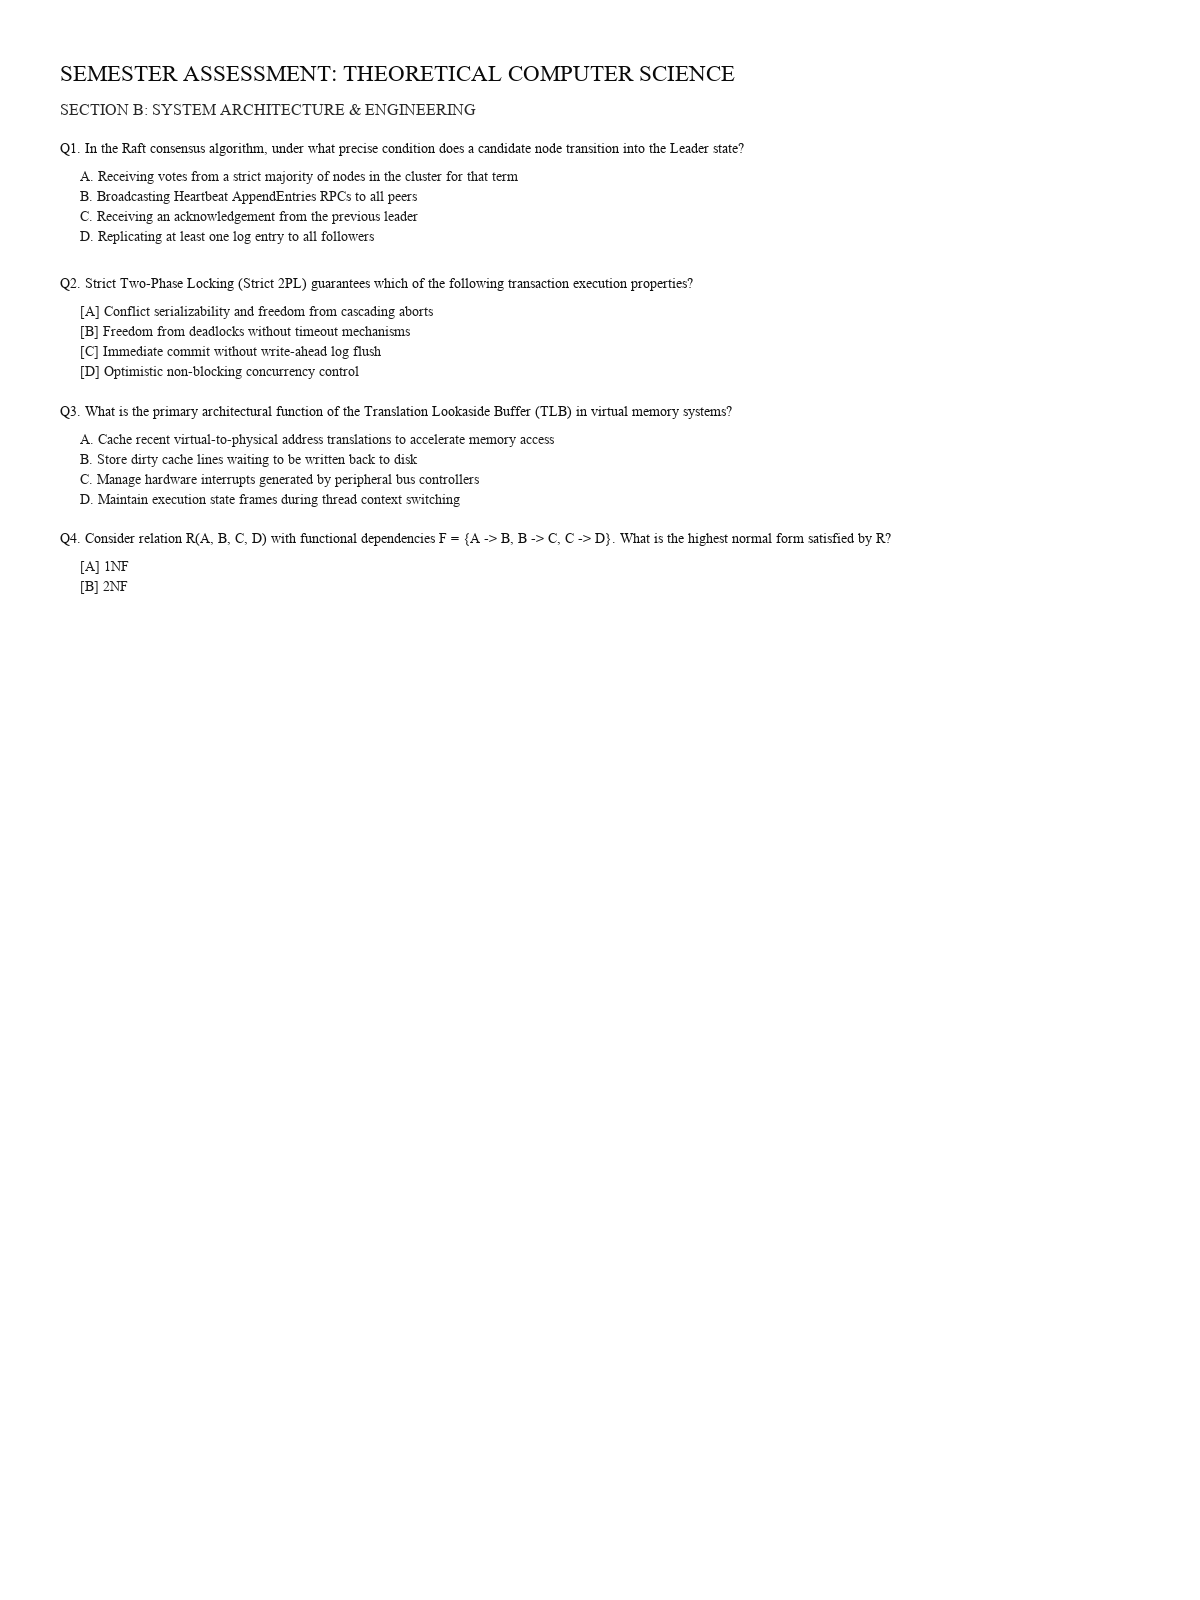 SEMESTER ASSESSMENT: THEORETICAL COMPUTER SCIENCE
SECTION B: SYSTEM ARCHITECTURE & ENGINEERING
Q1. In the Raft consensus algorithm, under what precise condition does a candidate node transition into the Leader state?
A. Receiving votes from a strict majority of nodes in the cluster for that term
B. Broadcasting Heartbeat AppendEntries RPCs to all peers
C. Receiving an acknowledgement from the previous leader
D. Replicating at least one log entry to all followers
Q2. Strict Two-Phase Locking (Strict 2PL) guarantees which of the following transaction execution properties?
[A] Conflict serializability and freedom from cascading aborts
[B] Freedom from deadlocks without timeout mechanisms
[C] Immediate commit without write-ahead log flush
[D] Optimistic non-blocking concurrency control
Q3. What is the primary architectural function of the Translation Lookaside Buffer (TLB) in virtual memory systems?
A. Cache recent virtual-to-physical address translations to accelerate memory access
B. Store dirty cache lines waiting to be written back to disk
C. Manage hardware interrupts generated by peripheral bus controllers
D. Maintain execution state frames during thread context switching
Q4. Consider relation R(A, B, C, D) with functional dependencies F = {A -> B, B -> C, C -> D}. What is the highest normal form satisfied by R?
[A] 1NF
[B] 2NF